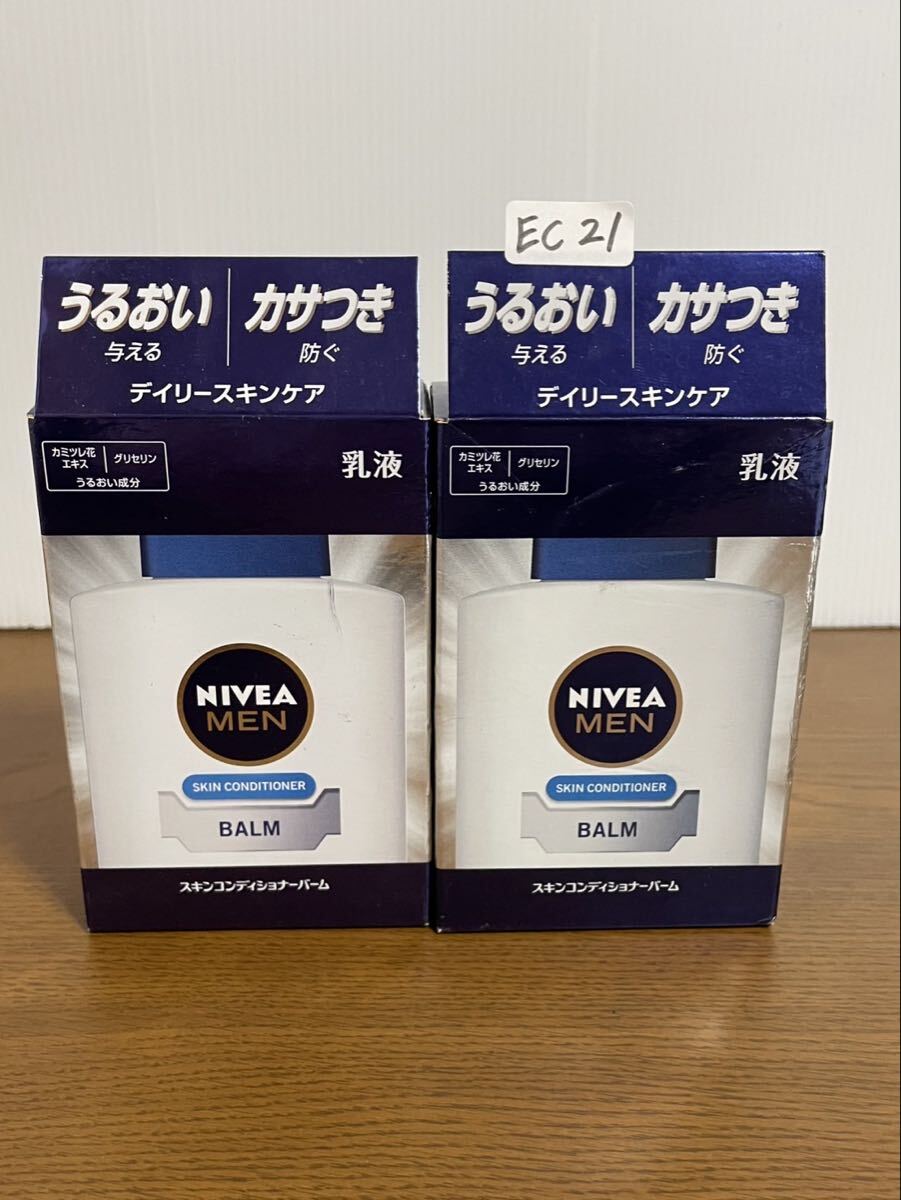 EC 21
うるおい
与える
カサつき
防ぐ
デイリースキンケア
カミツレ花
エキス
グリセリン
うるおい成分
乳液
NIVEA
MEN
SKIN CONDITIONER
BALM
スキンコンディショナーバーム
うるおい
与える
カサつき
防ぐ
デイリースキンケア
カミツレ花
エキス
グリセリン
うるおい成分
乳液
NIVEA
MEN
SKIN CONDITIONER
BALM
スキンコンディショナーバーム